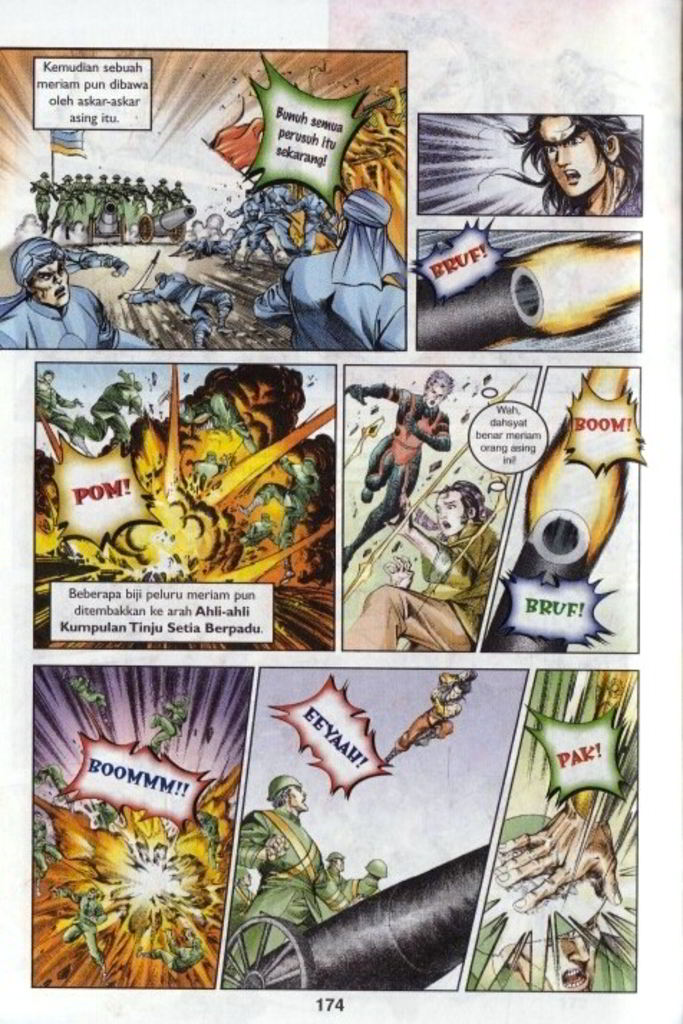 Kemudian sebuah
meriam pun dibawa
oleh askar-askar
asing itu.
Bunuh semua
perusuh itu
sekarang!
BRUF!
POM!
Beberapa biji peluru meriam pun
ditembakkan ke arah Ahli-ahli
Kumpulan Tinju Setia Berpadu.
Wah,
dahsyat
benar meriam
orang asing
ini!
BOOM!
BRUF!
BOOMMM!!
EEYAAH!
PAK!
174